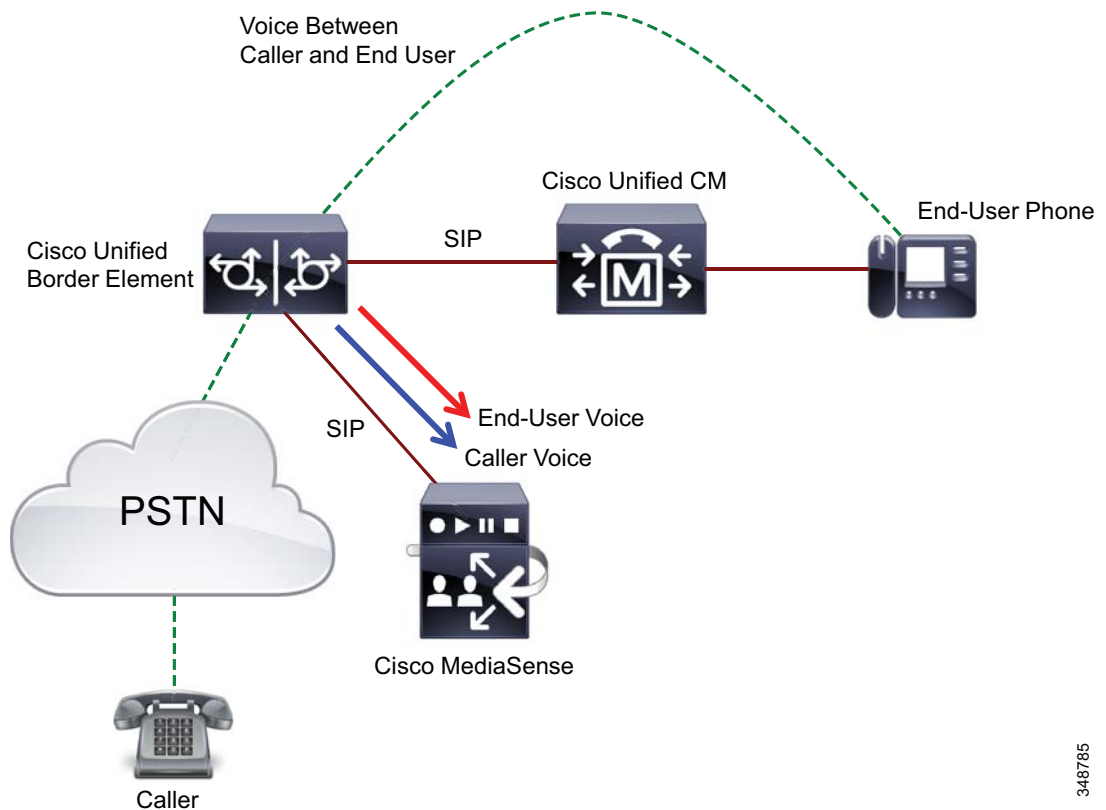 Voice Between
Caller and End User
Cisco Unified CM
End-User Phone
Cisco Unified
Border Element
SIP
M
End-User Voice
SIP
Caller Voice
PSTN
Cisco MediaSense
Caller
348785